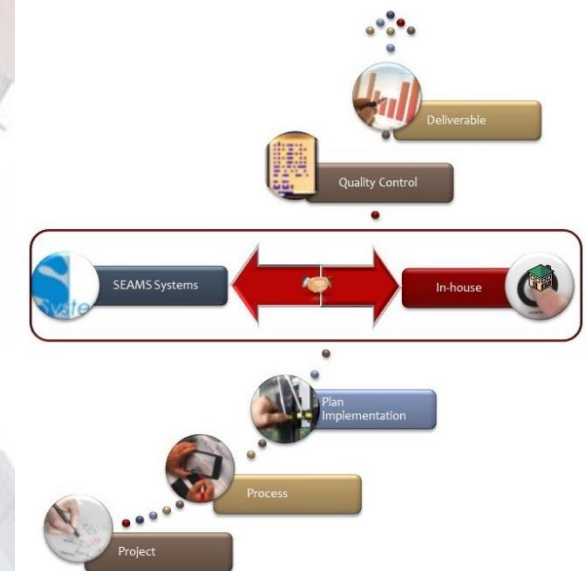 Deliverable
Quality Control
SEAMS Systems
In-house
Plan
Implementation
Process
Project